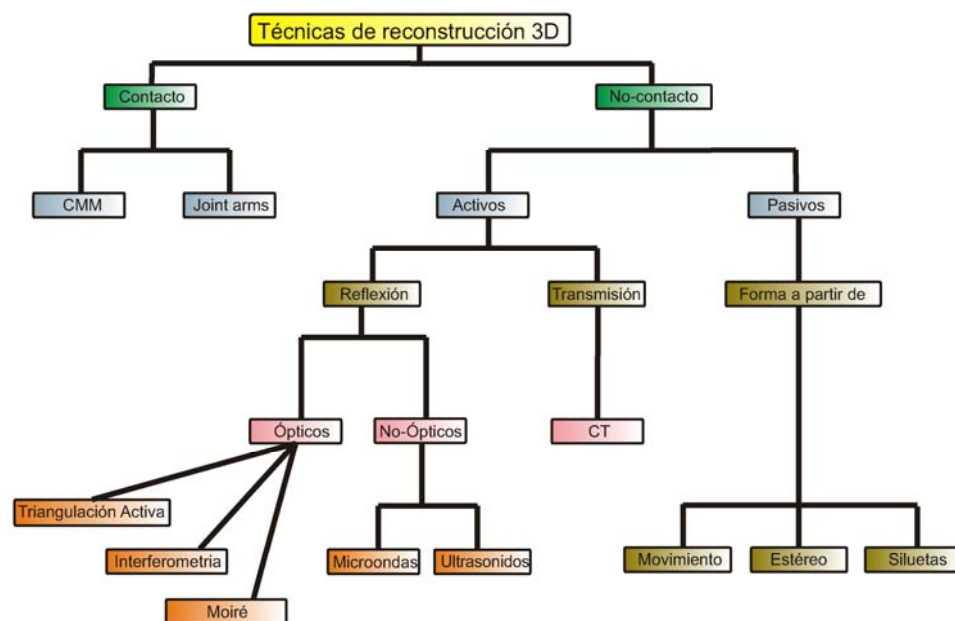 Técnicas de reconstrucción 3D
Contacto
No-contacto
CMM
Joint arms
Activos
Pasivos
Reflexión
Transmisión
Forma a partir de
Ópticos
No-Ópticos
CT
Triangulación Activa
Interferometria
Microondas
Ultrasonidos
Movimiento
Estéreo
Siluetas
Moiré